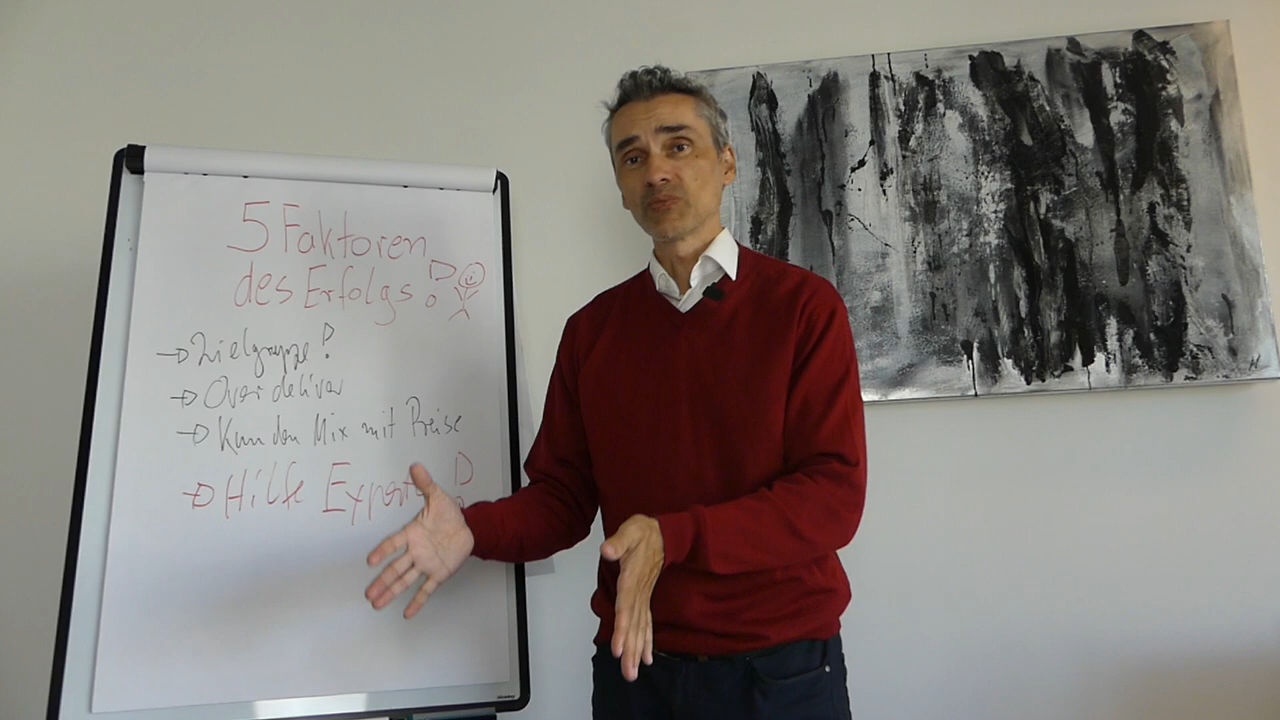 5 Faktoren
des Erfolgs!
→ Zielgruppe!
→ Over deliver
→ Kunden Mix mit Preise
→ Hilfe